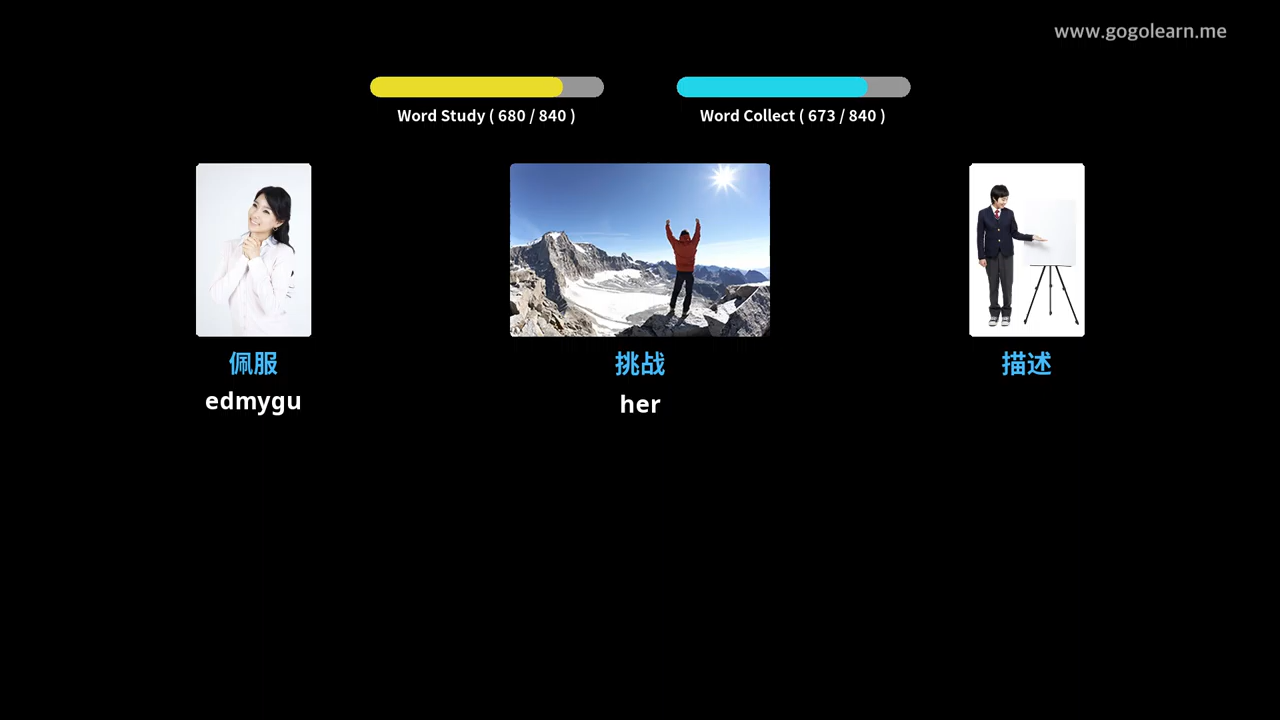 www.gogolearn.me
Word Study ( 680 / 840 )
Word Collect ( 673 / 840 )
佩服
挑战
描述
edmygu
her